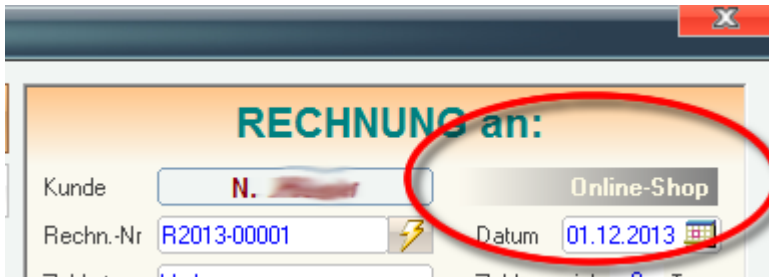 RECHNUNG an:
Kunde N. Online-Shop
Rechn.-Nr R2013-00001 Datum 01.12.2013